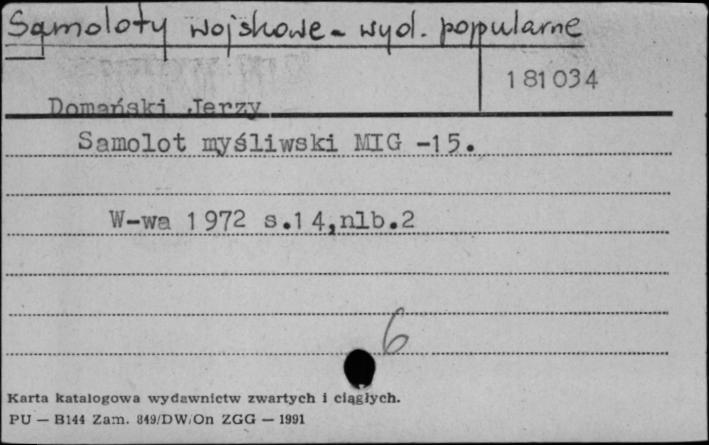 Samoloty wojskowe - wyd. popularne
181034
Domański Jerzy
Samolot myśliwski MIG -15.
W-wa 1972 s.14,nlb.2
6
Karta katalogowa wydawnictw zwartych i ciągłych.
PU — B144 Zam. 849/DW/On ZGG — 1991